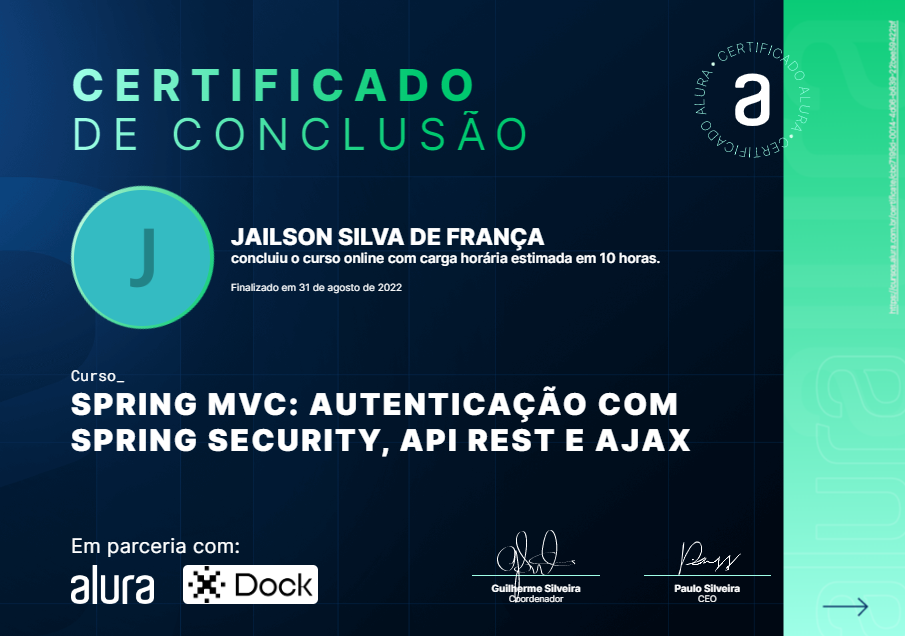 CERTIFICADO
DE CONCLUSÃO
CERTIFICADO ALURA • CERTIFICADO ALURA •
a
J
JAILSON SILVA DE FRANÇA
concluiu o curso online com carga horária estimada em 10 horas.
Finalizado em 31 de agosto de 2022
Curso_
SPRING MVC: AUTENTICAÇÃO COM
SPRING SECURITY, API REST E AJAX
Em parceria com:
alura
Dock
Guilherme Silveira
Coordenador
Paulo Silveira
CEO
alura